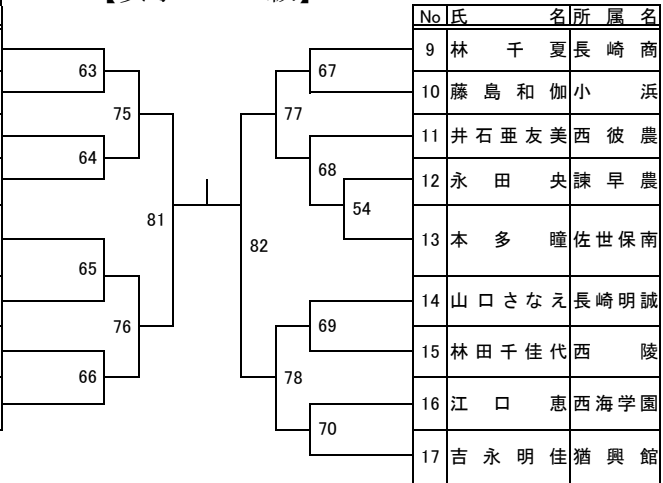 No 氏 名 所属名
63
67
9 林 千夏 長崎商
10 藤島和伽 小浜
75
77
11 井石亜友美 西彼農
64
68
12 永田 央 諫早農
54
81
82
13 本多 瞳 佐世保南
65
14 山口さなえ 長崎明誠
76
69
15 林田千佳代 西陵
66
78
16 江口 恵 西海学園
70
17 吉永明佳 猶興館